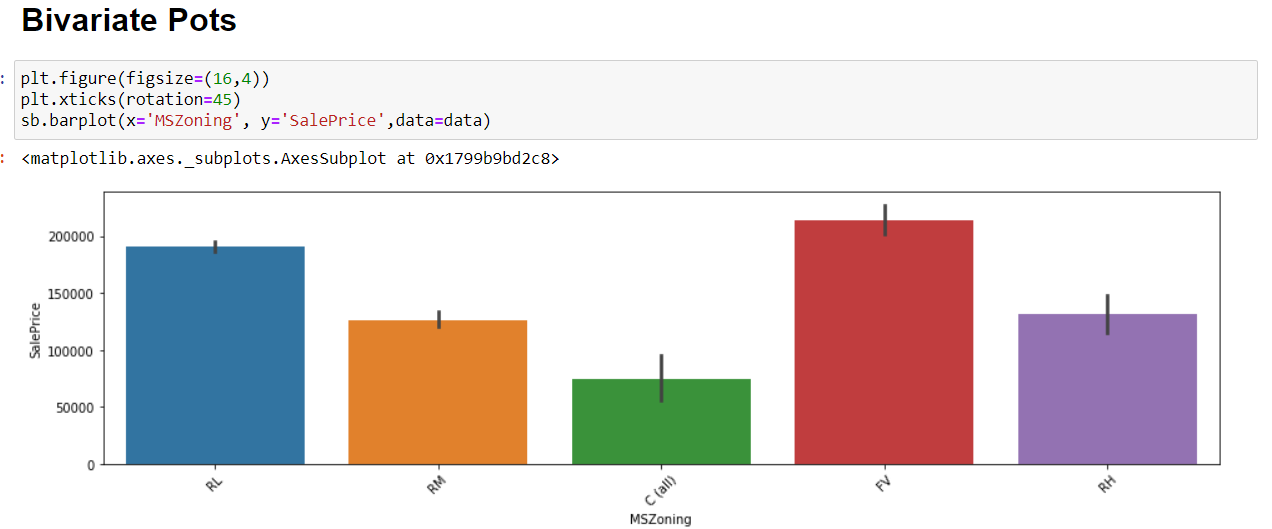 Bivariate Pots
: plt.figure(figsize=(16,4))
plt.xticks(rotation=45)
sb.barplot(x='MSZoning', y='SalePrice',data=data)
: <matplotlib.axes._subplots.AxesSubplot at 0x1799b9bd2c8>
200000
150000
100000
50000
0
SalePrice
RL RM C (all) FV RH
MSZoning